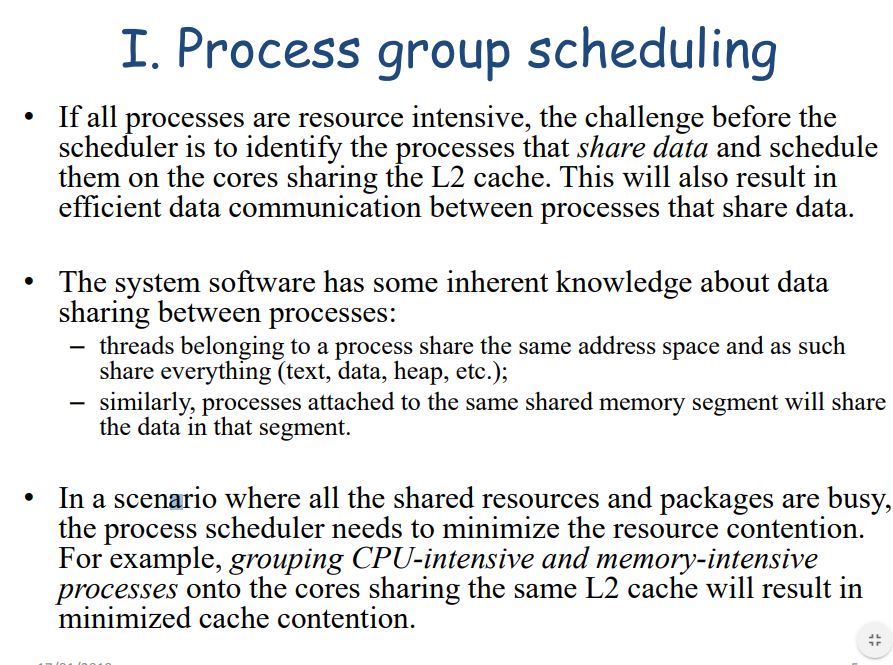 I. Process group scheduling
• If all processes are resource intensive, the challenge before the
scheduler is to identify the processes that share data and schedule
them on the cores sharing the L2 cache. This will also result in
efficient data communication between processes that share data.
• The system software has some inherent knowledge about data
sharing between processes:
– threads belonging to a process share the same address space and as such
share everything (text, data, heap, etc.);
– similarly, processes attached to the same shared memory segment will share
the data in that segment.
• In a scenario where all the shared resources and packages are busy,
the process scheduler needs to minimize the resource contention.
For example, grouping CPU-intensive and memory-intensive
processes onto the cores sharing the same L2 cache will result in
minimized cache contention.